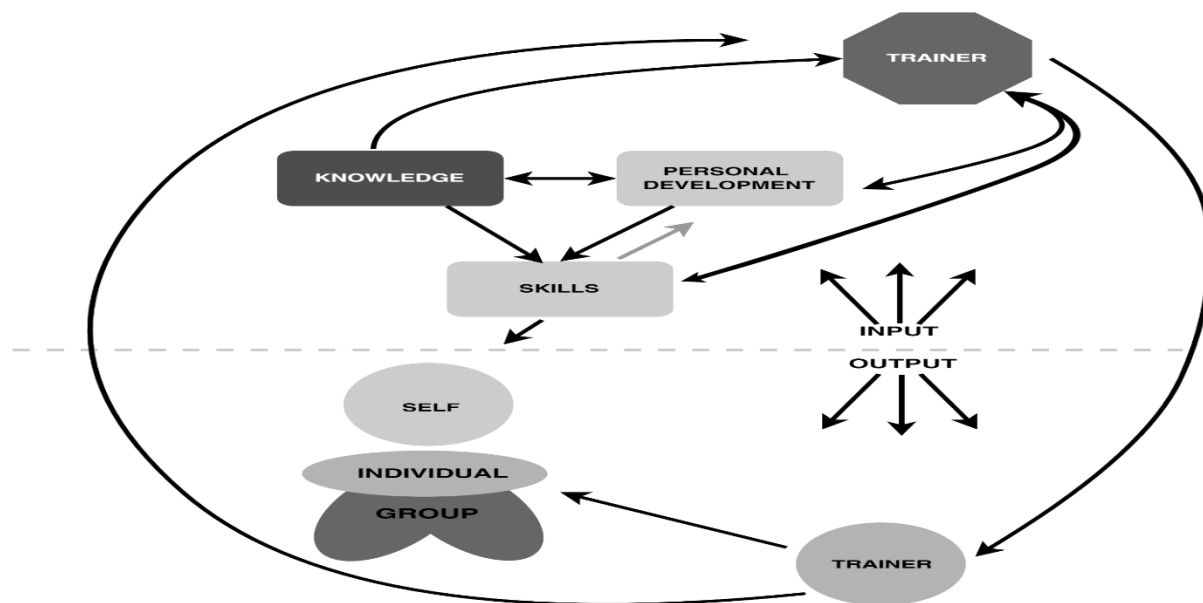 TRAINER
KNOWLEDGE
PERSONAL
DEVELOPMENT
SKILLS
INPUT
OUTPUT
SELF
INDIVIDUAL
GROUP
TRAINER